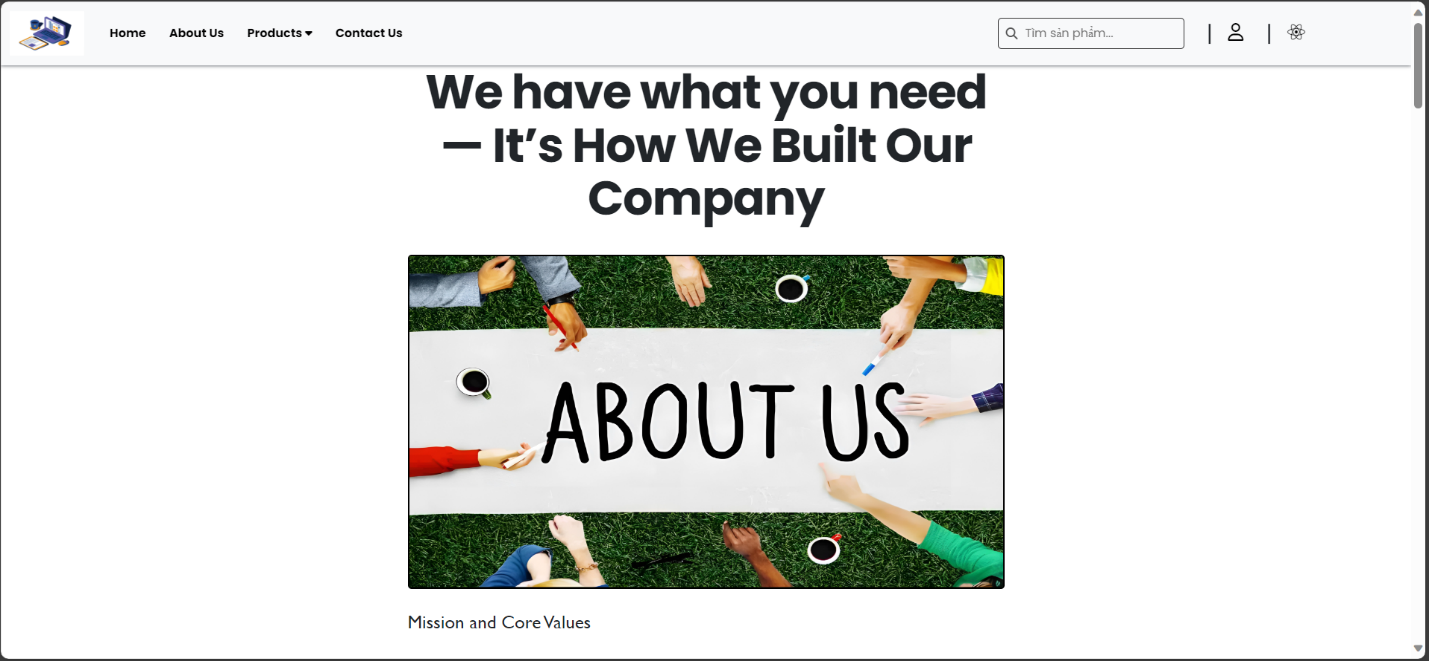 Home About Us Products Contact Us Tìm sản phẩm...
We have what you need
— It’s How We Built Our
Company
ABOUT US
Mission and Core Values